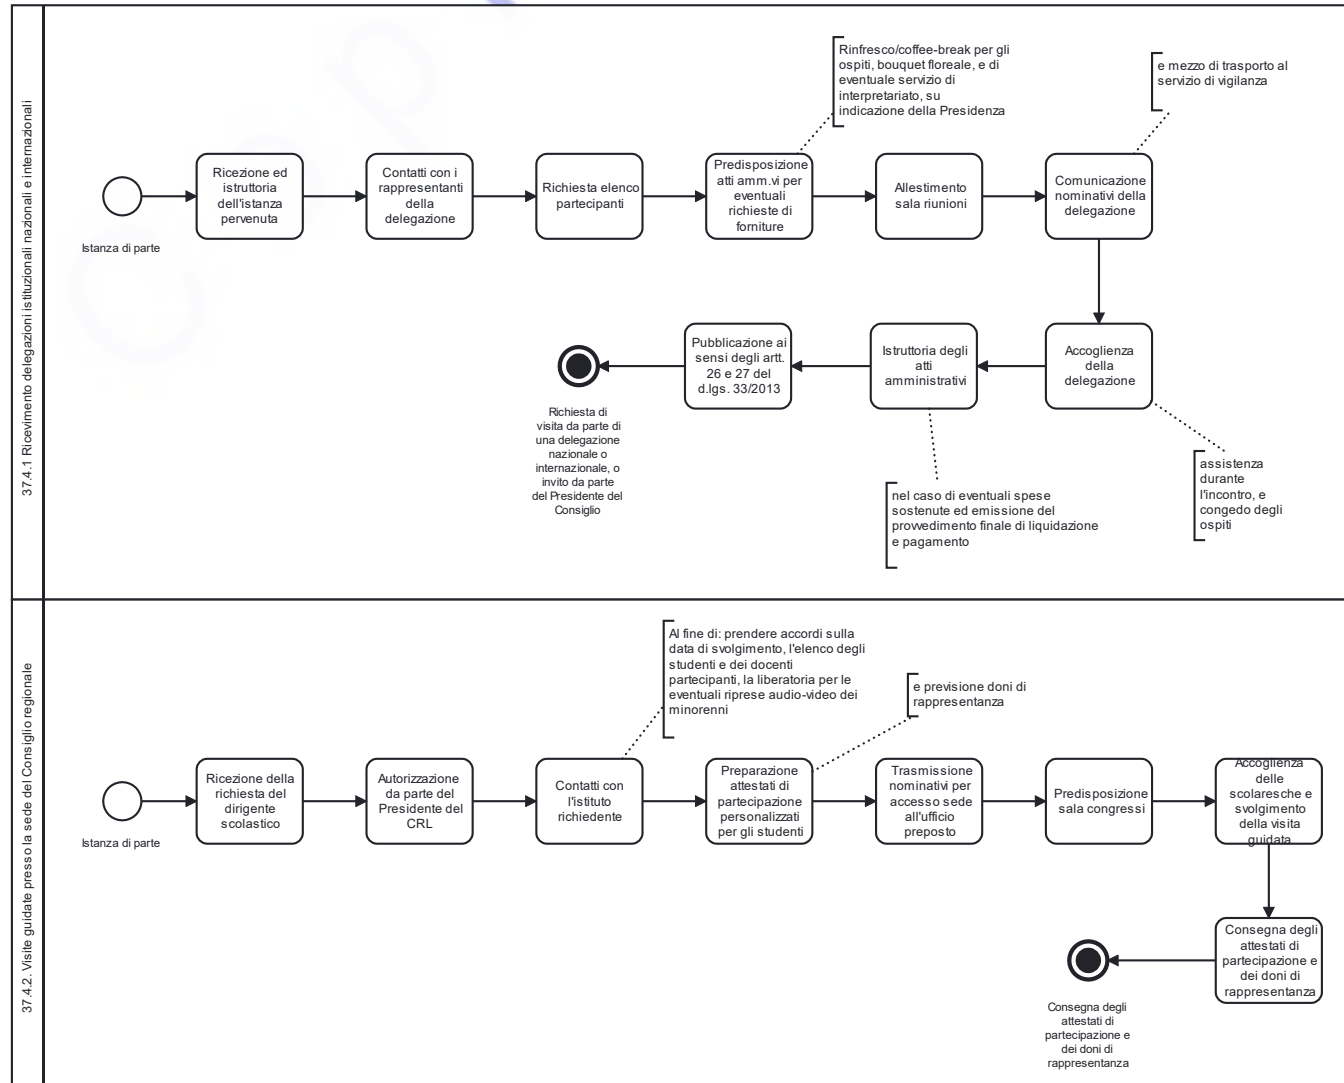 37.4.1 Ricevimento delegazioni istituzionali nazionali e internazionali
Rinfresco/coffee-break per gli
ospiti, bouquet floreale, e di
eventuale servizio di
interpretariato, su
indicazione della Presidenza
e mezzo di trasporto al
servizio di vigilanza
Istanza di parte
Ricezione ed
istruttoria
dell'istanza
pervenuta
Contatti con i
rappresentanti
della
delegazione
Richiesta elenco
partecipanti
Predisposizione
atti amm.vi per
eventuali
richieste di
forniture
Allestimento
sala riunioni
Comunicazione
nominativi della
delegazione
Accoglienza
della
delegazione
Istruttoria degli
atti
amministrativi
Pubblicazione ai
sensi degli artt.
26 e 27 del
d.lgs. 33/2013
Richiesta di
visita da parte di
una delegazione
nazionale o
internazionale, o
invito da parte
del Presidente del
Consiglio
nel caso di eventuali spese
sostenute ed emissione del
provvedimento finale di liquidazione
e pagamento
assistenza
durante
l'incontro, e
congedo degli
ospiti
37.4.2. Visite guidate presso la sede del Consiglio regionale
Al fine di: prendere accordi sulla
data di svolgimento, l'elenco degli
studenti e dei docenti
partecipanti, la liberatoria per le
eventuali riprese audio-video dei
minorenni
e previsione doni di
rappresentanza
Istanza di parte
Ricezione della
richiesta del
dirigente
scolastico
Autorizzazione
da parte del
Presidente del
CRL
Contatti con
l'istituto
richiedente
Preparazione
attestati di
partecipazione
personalizzati
per gli studenti
Trasmissione
nominativi per
accesso sede
all'ufficio
preposto
Predisposizione
sala congressi
Accoglienza
delle
scolaresche e
svolgimento
della visita
guidata
Consegna degli
attestati di
partecipazione e
dei doni di
rappresentanza
Consegna degli
attestati di
partecipazione e
dei doni di
rappresentanza